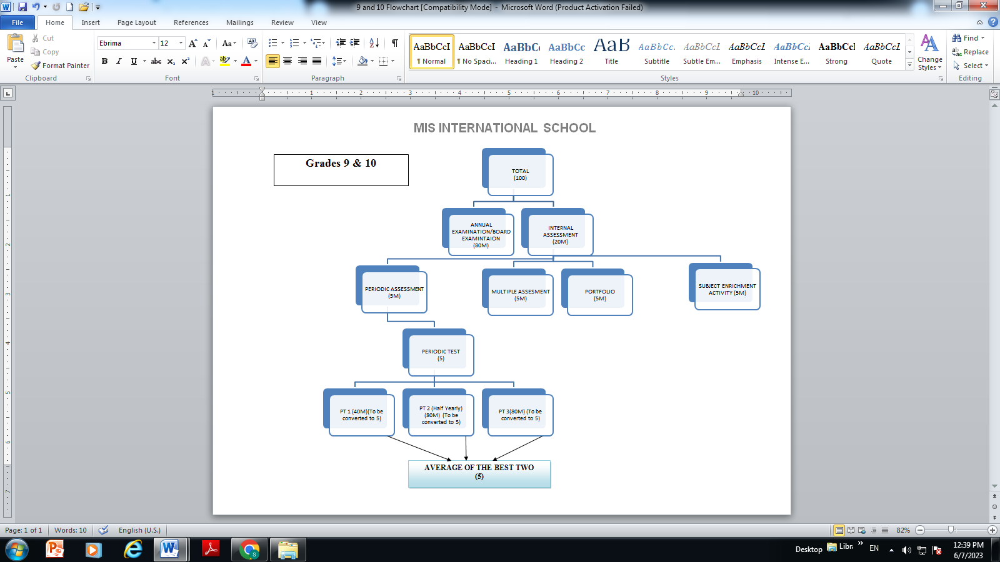 9 and 10 Flowchart [Compatibility Mode] - Microsoft Word (Product Activation Failed)
File Home Insert Page Layout References Mailings Review View
Paste
Cut
Copy
Format Painter
Clipboard
Ebrima 12
Font
Paragraph
AaBbCcI AaBbCcI AaBbCc AaBbCc AaB AaBbCcI AaBbCcL AaBbCcL AaBbCcL AaBbCcI AaBbCcL
¶ Normal ¶ No Spaci... Heading 1 Heading 2 Title Subtitle Subtle Em... Emphasis Intense E... Strong Quote
Styles
Change
Styles
Find
Replace
Select
Editing
MIS INTERNATIONAL SCHOOL
Grades 9 & 10
TOTAL
(100)
ANNUAL
EXAMINATION/BOARD
EXAMINTAION
(80M)
INTERNAL
ASSESSMENT
(20M)
PERIODIC ASSESSMENT
(5M)
MULTIPLE ASSESMENT
(5M)
PORTFOLIO
(5M)
SUBJECT ENRICHMENT
ACTIVITY (5M)
PERIODIC TEST
(5)
PT 1 (40M)(To be
converted to 5)
PT 2 (Half Yearly)
(80M) (To be
converted to 5)
PT 3(80M) (To be
converted to 5)
AVERAGE OF THE BEST TWO
(5)
Page: 1 of 1 Words: 10 English (U.S.) 82%
Desktop Libra EN
12:39 PM
6/7/2023